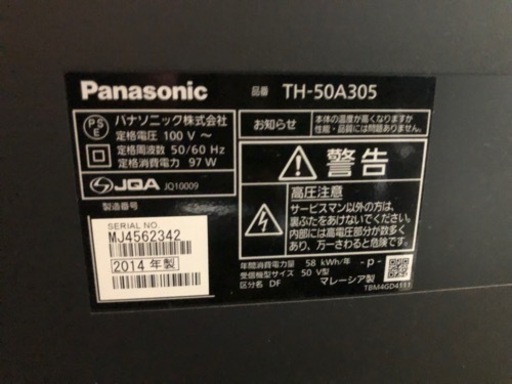 Panasonic
品番 TH-50A305
PS
E
パナソニック株式会社
定格電圧 100 V ～
定格周波数 50/60 Hz
定格消費電力 97 W
JQA JQ10009
製造番号
SERIAL NO.
MJ4562342
2014年製
お知らせ
本体の温度が高くなりますが
性能・品質には問題ありません。
警告
高圧注意
サービスマン以外の方は、
裏ぶたをあけないでください。
内部には高電圧部分が数多く
あり、万一さわると危険です。
年間消費電力量 58 kWh/年
受信機型サイズ 50 V型
区分名 DF
-p-
マレーシア製
TBM4GD4111